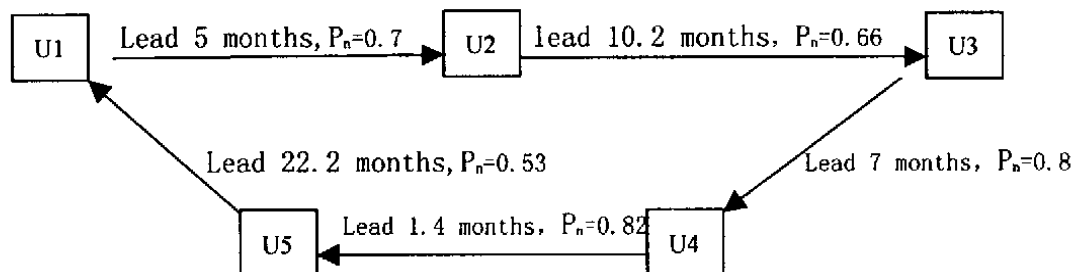 U1
Lead 5 months, Pₙ=0.7
U2
lead 10.2 months, Pₙ=0.66
U3
Lead 22.2 months, Pₙ=0.53
Lead 7 months, Pₙ=0.8
U5
Lead 1.4 months, Pₙ=0.82
U4